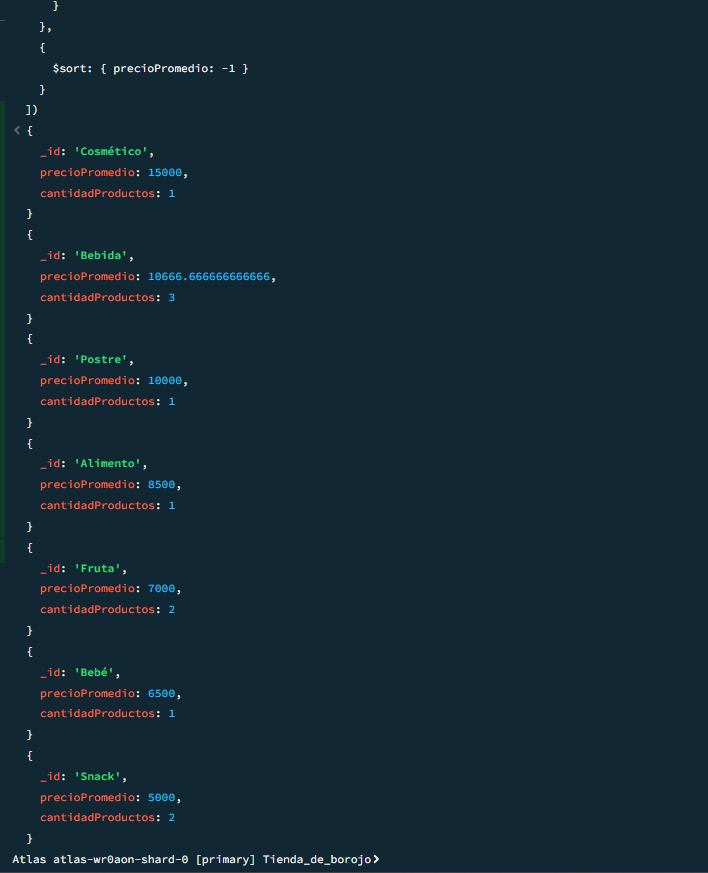 }
},
{
$sort: { precioPromedio: -1 }
}
])
< {
_id: 'Cosmético',
precioPromedio: 15000,
cantidadProductos: 1
}
{
_id: 'Bebida',
precioPromedio: 10666.666666666666,
cantidadProductos: 3
}
{
_id: 'Postre',
precioPromedio: 10000,
cantidadProductos: 1
}
{
_id: 'Alimento',
precioPromedio: 8500,
cantidadProductos: 1
}
{
_id: 'Fruta',
precioPromedio: 7000,
cantidadProductos: 2
}
{
_id: 'Bebé',
precioPromedio: 6500,
cantidadProductos: 1
}
{
_id: 'Snack',
precioPromedio: 5000,
cantidadProductos: 2
}
Atlas atlas-wr0aon-shard-0 [primary] Tienda_de_borojo>